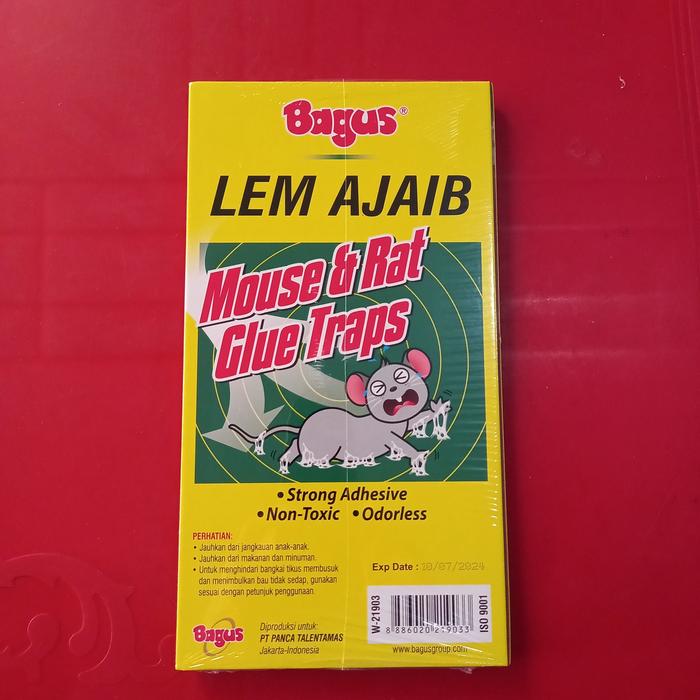 Bagus®
LEM AJAIB
Mouse & Rat
Glue Traps
• Strong Adhesive
• Non-Toxic • Odorless
PERHATIAN:
• Jauhkan dari jangkauan anak-anak.
• Jauhkan dari makanan dan minuman.
• Untuk menghindari bangkai tikus membusuk
dan menimbulkan bau tidak sedap, gunakan
sesuai dengan petunjuk penggunaan.
Exp Date : 10/07/2024
W-21903
8 886020 219033
ISO 9001
Bagus
Diproduksi untuk:
PT PANCA TALENTAMAS
Jakarta-Indonesia
www.bagusgroup.com